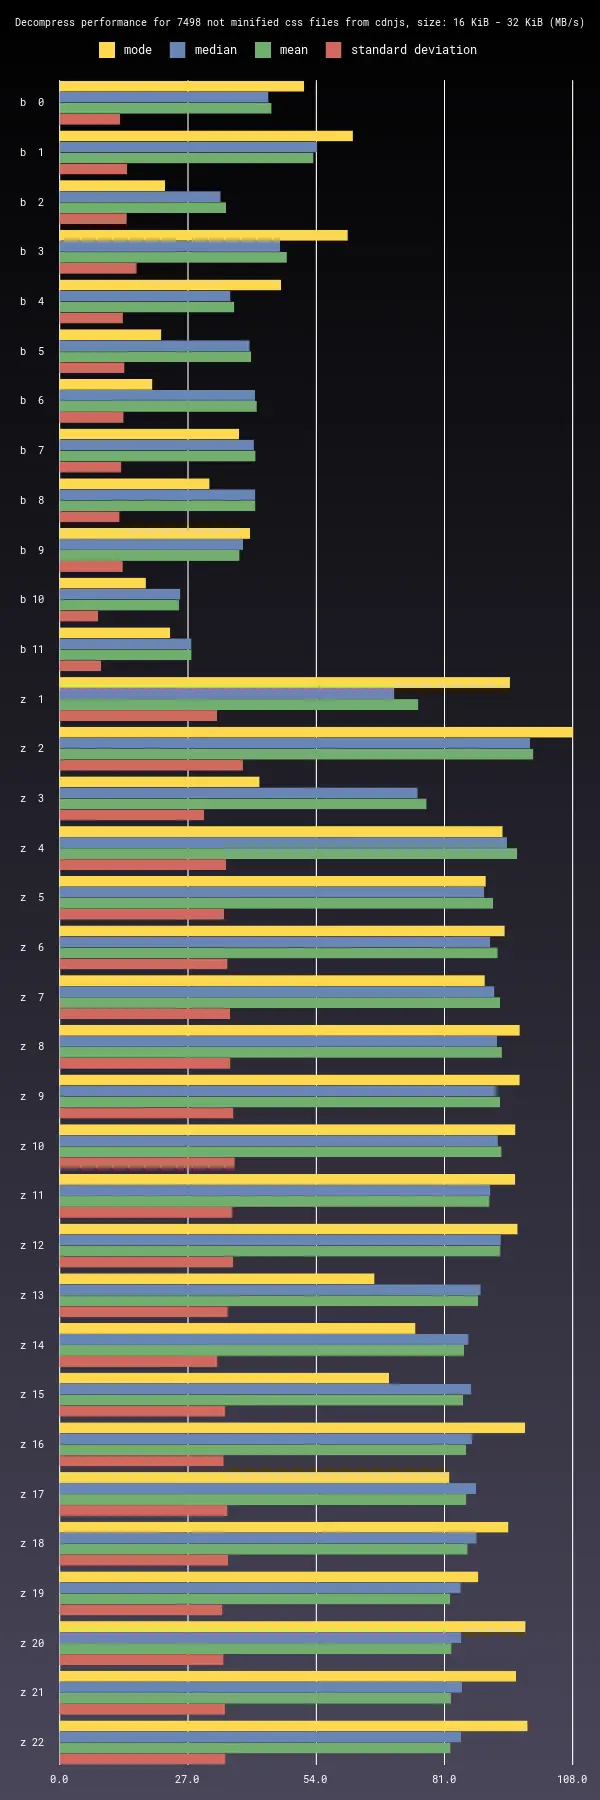 Decompress performance for 7498 not minified css files from cdnjs, size: 16 KiB - 32 KiB (MB/s)
mode median mean standard deviation
b 0
b 1
b 2
b 3
b 4
b 5
b 6
b 7
b 8
b 9
b 10
b 11
z 1
z 2
z 3
z 4
z 5
z 6
z 7
z 8
z 9
z 10
z 11
z 12
z 13
z 14
z 15
z 16
z 17
z 18
z 19
z 20
z 21
z 22
0.0 27.0 54.0 81.0 108.0